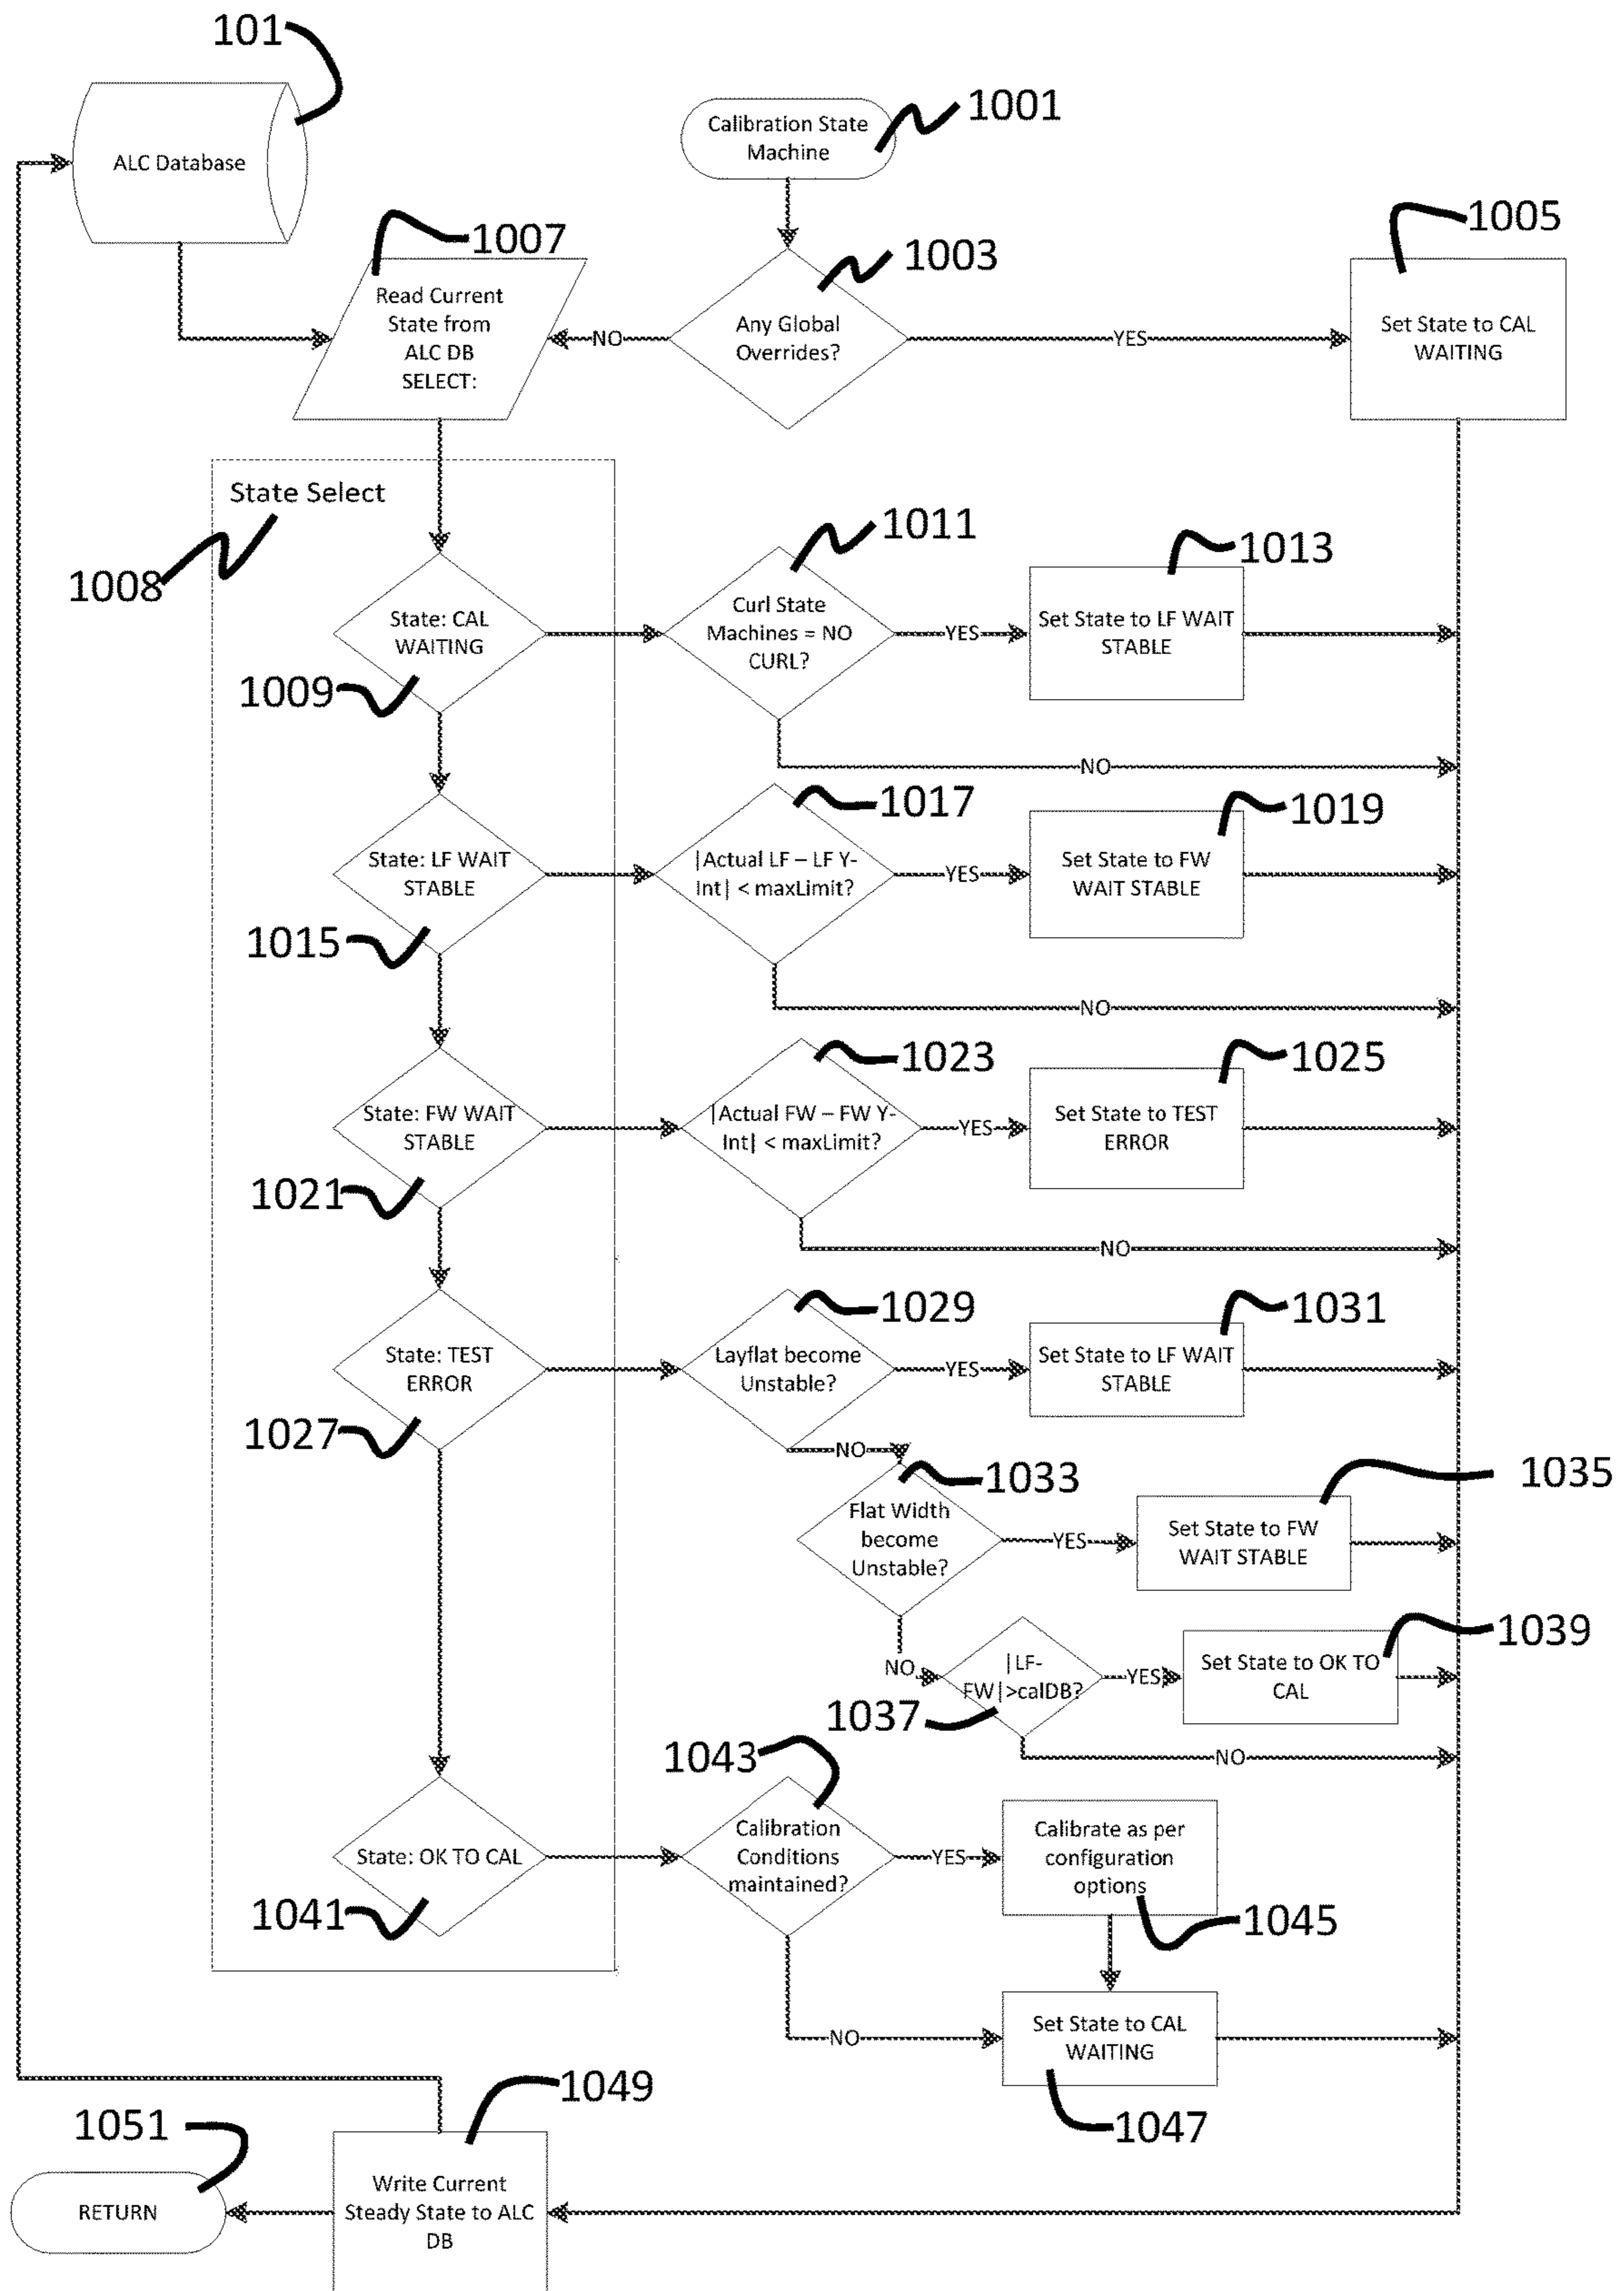 101
ALC Database
Calibration State
Machine
1001
1007
Read Current
State from
ALC DB
SELECT:
NO
1003
Any Global
Overrides?
YES
1005
Set State to CAL
WAITING
State Select
1008
State: CAL
WAITING
1009
1011
Curl State
Machines = NO
CURL?
YES
1013
Set State to LF WAIT
STABLE
NO
State: LF WAIT
STABLE
1015
1017
|Actual LF – LF Y-
Int| < maxLimit?
YES
1019
Set State to FW
WAIT STABLE
NO
State: FW WAIT
STABLE
1021
1023
|Actual FW – FW Y-
Int| < maxLimit?
YES
1025
Set State to TEST
ERROR
NO
State: TEST
ERROR
1027
1029
Layflat become
Unstable?
YES
1031
Set State to LF WAIT
STABLE
NO
1033
Flat Width
become
Unstable?
YES
1035
Set State to FW
WAIT STABLE
NO
|LF-
FW|>calDB?
1037
YES
1039
Set State to OK TO
CAL
NO
State: OK TO CAL
1041
1043
Calibration
Conditions
maintained?
YES
Calibrate as per
configuration
options
1045
NO
Set State to CAL
WAITING
1047
1049
Write Current
Steady State to ALC
DB
1051
RETURN